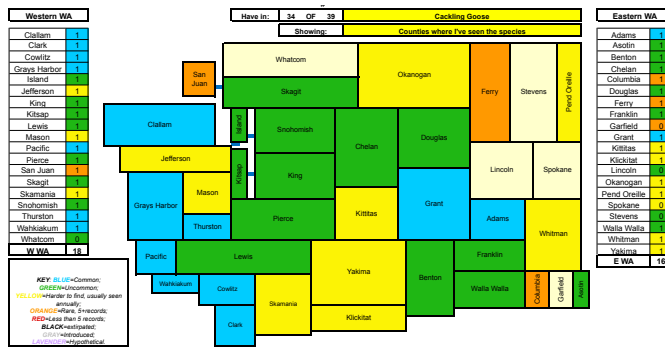 Western WA
Clallam 1
Clark 1
Cowlitz 1
Grays Harbor 1
Island 1
Jefferson 1
King 1
Kitsap 1
Lewis 1
Mason 1
Pacific 1
Pierce 1
San Juan 1
Skagit 1
Skamania 1
Snohomish 1
Thurston 1
Wahkiakum 1
Whatcom 0
W WA 18
KEY: BLUE=Common;
GREEN=Uncommon;
YELLOW=Harder to find, usually seen
annually;
ORANGE=Rare, 5+records;
RED=Less than 5 records;
BLACK=extirpated;
GRAY=Introduced;
LAVENDER=Hypothetical.
Have in: 34 OF 39 Cackling Goose
Showing: Counties where I've seen the species
Whatcom
San Juan
Skagit
Okanogan
Ferry
Stevens
Pend Oreille
Clallam
Island
Snohomish
Chelan
Douglas
Jefferson
Kitsap
King
Lincoln
Spokane
Grays Harbor
Mason
Thurston
Pierce
Kittitas
Grant
Adams
Whitman
Pacific
Lewis
Yakima
Benton
Franklin
Wahkiakum
Cowlitz
Skamania
Walla Walla
Columbia
Garfield
Asotin
Clark
Klickitat
Eastern WA
Adams 1
Asotin 1
Benton 1
Chelan 1
Columbia 1
Douglas 1
Ferry 1
Franklin 1
Garfield 0
Grant 1
Kittitas 1
Klickitat 1
Lincoln 0
Okanogan 1
Pend Oreille 1
Spokane 0
Stevens 0
Walla Walla 1
Whitman 1
Yakima 1
E WA 16